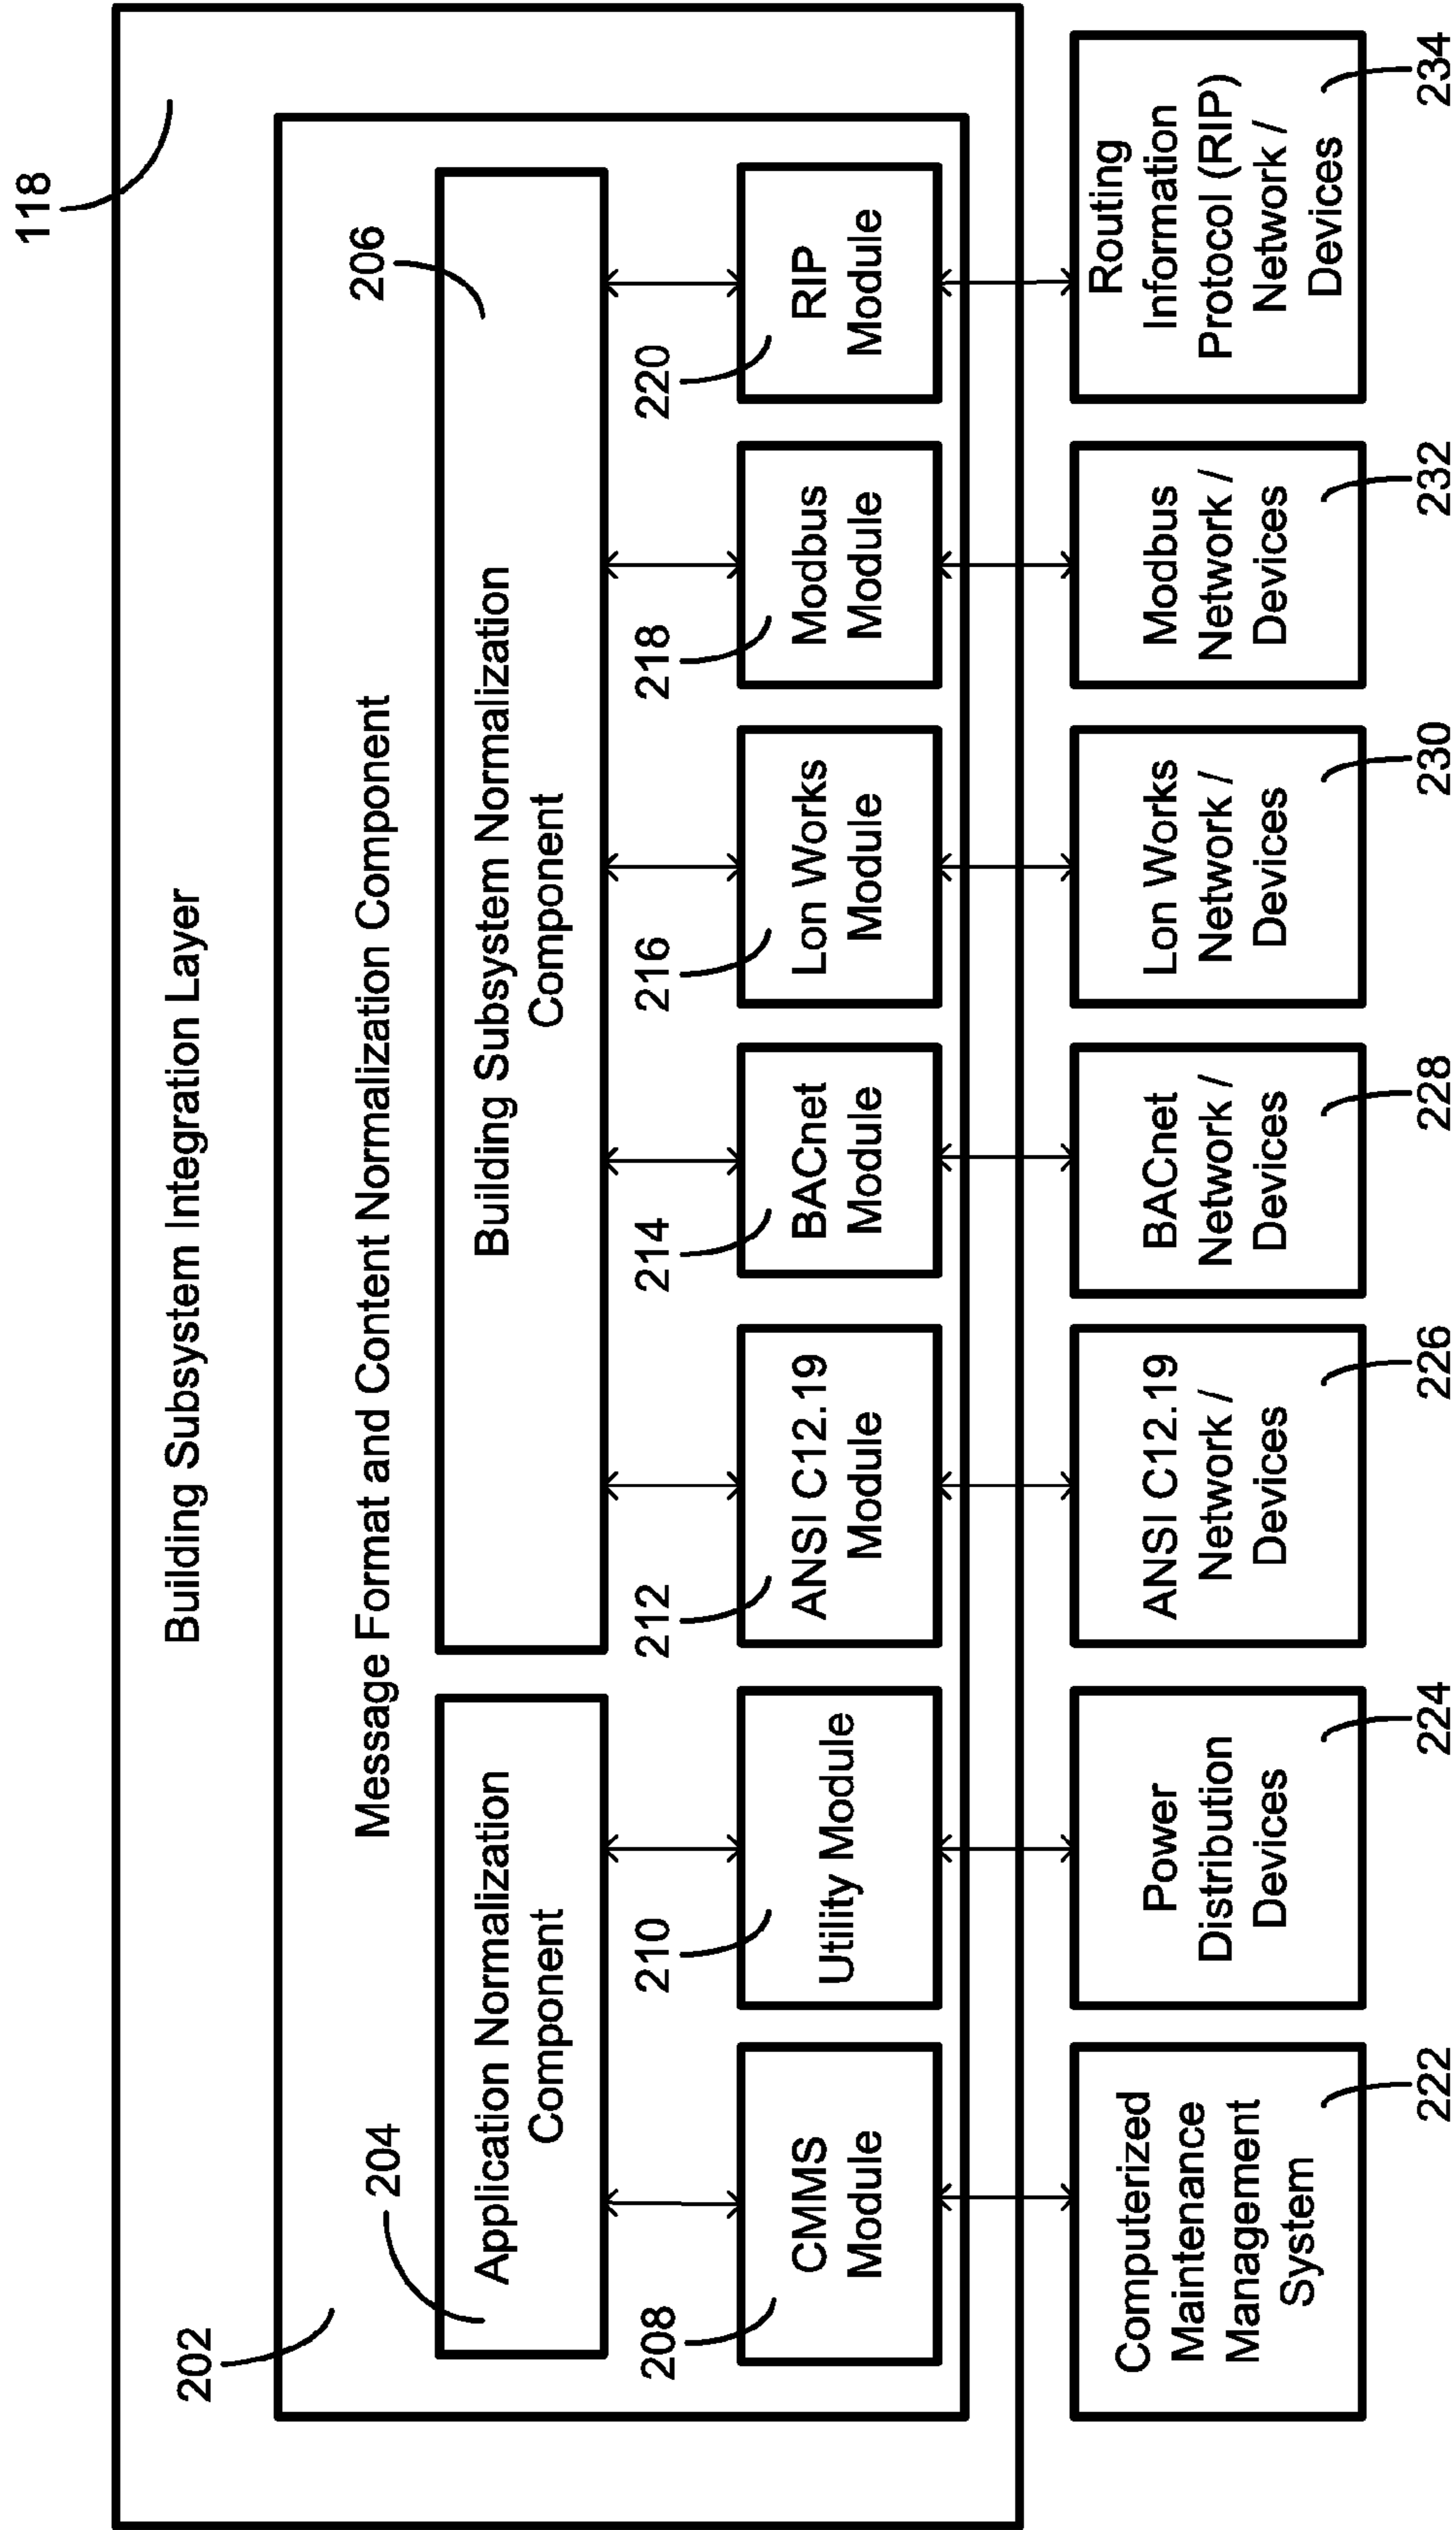 118
Building Subsystem Integration Layer
202
Message Format and Content Normalization Component
204
206
Application Normalization
Component
Building Subsystem Normalization
Component
208
210
212
214
216
218
220
CMMS
Module
Utility Module
ANSI C12.19
Module
BACnet
Module
Lon Works
Module
Modbus
Module
RIP
Module
Computerized
Maintenance
Management
System
Power
Distribution
Devices
ANSI C12.19
Network /
Devices
BACnet
Network /
Devices
Lon Works
Network /
Devices
Modbus
Network /
Devices
Routing
Information
Protocol (RIP)
Network /
Devices
222
224
226
228
230
232
234